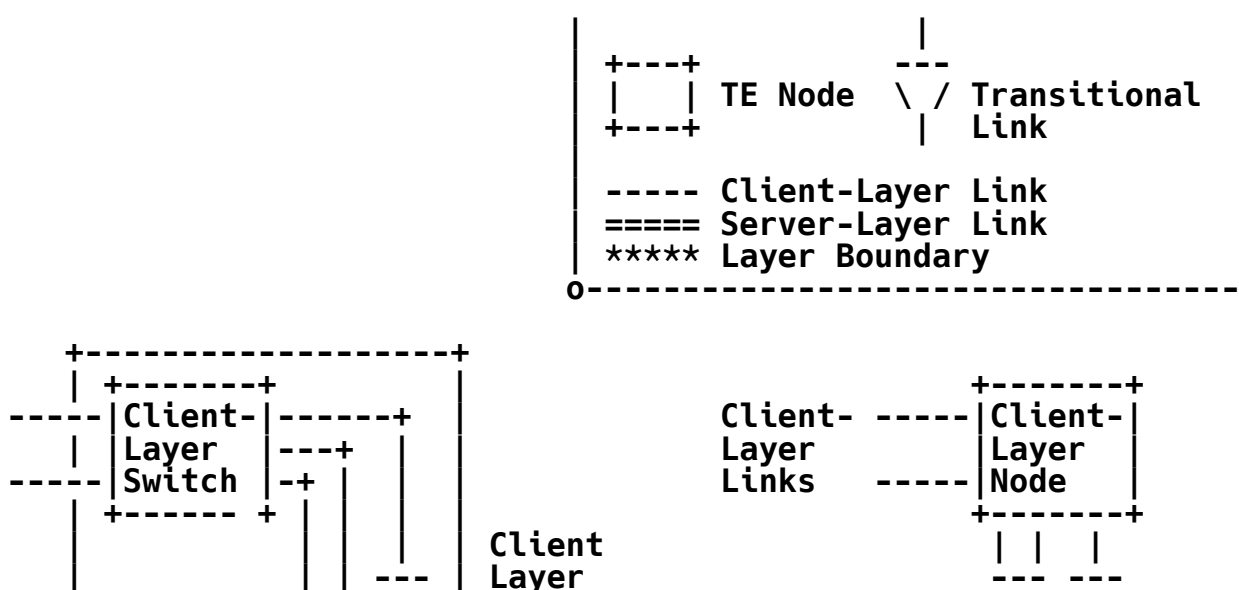 |                 |
                             | +---+          ---
                             | |   | TE Node  \ / Transitional
                             | +---+           |  Link
                             |
                             | ----- Client-Layer Link
                             | ===== Server-Layer Link
                             | ***** Layer Boundary
                             o----------------------------------

   +-------------------+
   | +-------+         |                          +-------+
-----|Client-|------+  |             Client- -----|Client-|
   | |Layer  |---+  |  |             Layer        |Layer  |
-----|Switch |-+ |  |  |             Links   -----|Node   |
   | +------ + | |  |  |                          +-------+
   |           | |  |  | Client                    | |  |
   |           | | --- | Layer                     --- ---